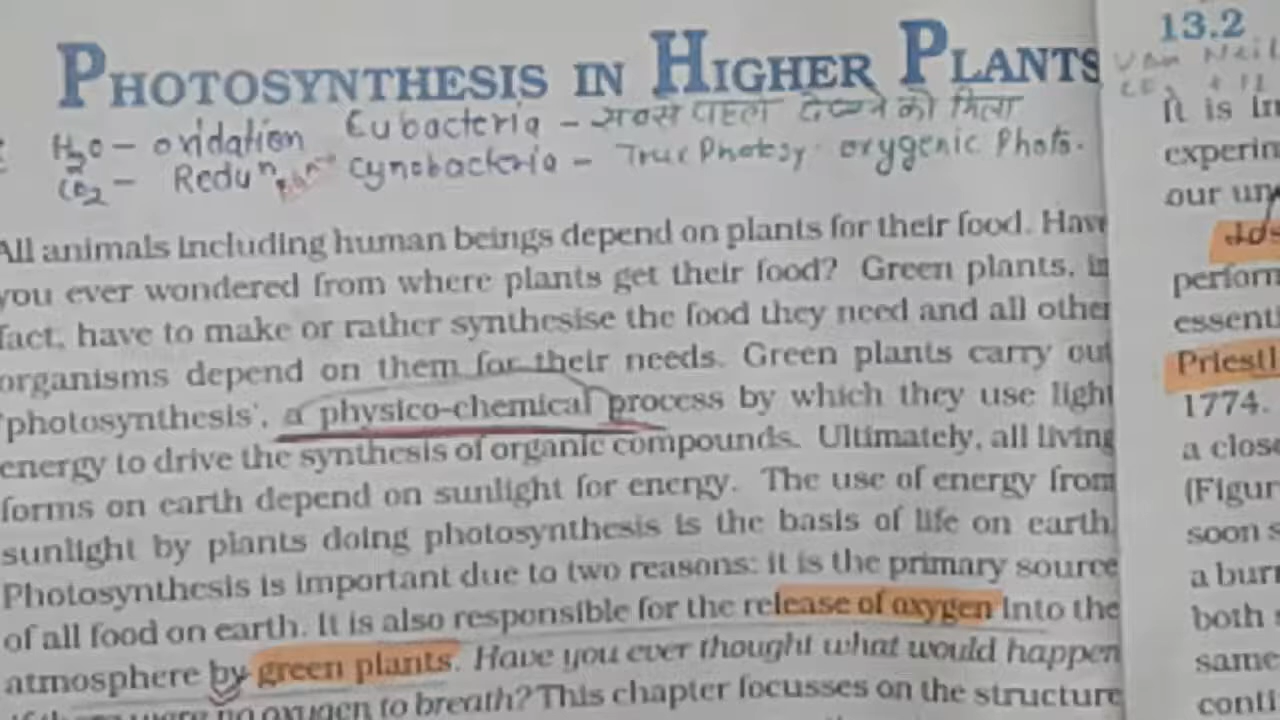 PHOTOSYNTHESIS IN HIGHER PLANTS
H2O – oxidation Eubacteria – सबसे पहले देखने को मिला
CO2 – Redun Cynobacteria – True Photosy oxygenic Photo.
All animals including human beings depend on plants for their food. Have
you ever wondered from where plants get their food? Green plants, in
fact, have to make or rather synthesise the food they need and all other
organisms depend on them for their needs. Green plants carry out
'photosynthesis', a physico-chemical process by which they use light
energy to drive the synthesis of organic compounds. Ultimately, all living
forms on earth depend on sunlight for energy. The use of energy from
sunlight by plants doing photosynthesis is the basis of life on earth.
Photosynthesis is important due to two reasons: it is the primary source
of all food on earth. It is also responsible for the release of oxygen into the
atmosphere by green plants. Have you ever thought what would happen
no oxygen to breath? This chapter focusses on the structure
13.2
Van Neil
It is im
experim
our un
perform
essenti
Priestl
1774.
a close
(Figur
soon s
a burn
both
same
conti